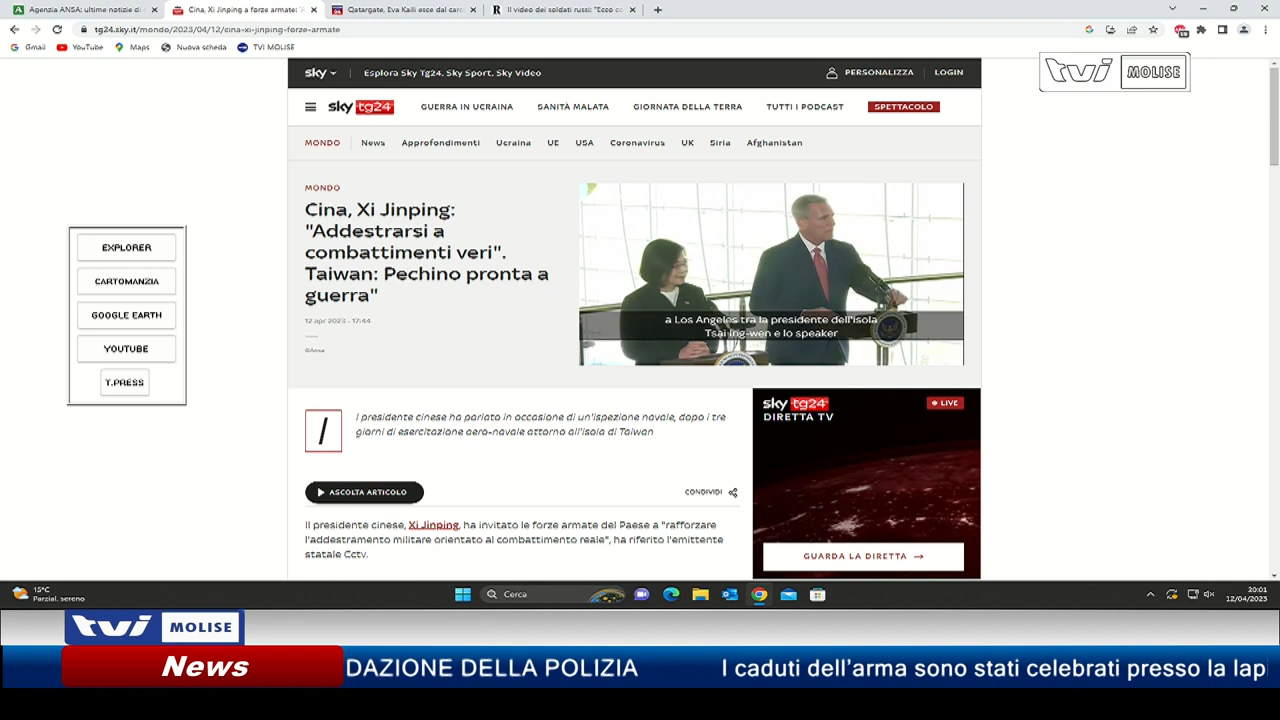 Agenzia ANSA: ultime notizie di
Cina, Xi Jinping a forze armate: "A
Qatargate, Eva Kaili esce dal carc
R Il video dei soldati russi: "Ecco co
tg24.sky.it/mondo/2023/04/12/cina-xi-jinping-forze-armate
Gmail
YouTube
Maps
Nuova scheda
TVI MOLISE
sky
Esplora Sky Tg24, Sky Sport, Sky Video
PERSONALIZZA
LOGIN
tvi MOLISE
sky tg24
GUERRA IN UCRAINA
SANITÀ MALATA
GIORNATA DELLA TERRA
TUTTI I PODCAST
SPETTACOLO
MONDO
News
Approfondimenti
Ucraina
UE
USA
Coronavirus
UK
Siria
Afghanistan
MONDO
Cina, Xi Jinping:
"Addestrarsi a
combattimenti veri".
Taiwan: Pechino pronta a
guerra"
12 apr 2023 - 17:44
©Ansa
a Los Angeles tra la presidente dell'isola
Tsai Ing-wen e lo speaker
EXPLORER
CARTOMANZIA
GOOGLE EARTH
YOUTUBE
T.PRESS
I
l presidente cinese ha parlato in occasione di un'ispezione navale, dopo i tre
giorni di esercitazione aero-navale attorno all'isola di Taiwan
ASCOLTA ARTICOLO
CONDIVIDI
Il presidente cinese, Xi Jinping, ha invitato le forze armate del Paese a "rafforzare
l'addestramento militare orientato al combattimento reale", ha riferito l'emittente
statale Cctv.
sky tg24
DIRETTA TV
LIVE
GUARDA LA DIRETTA
15°C
Parzial. sereno
Cerca
20:01
12/04/2023
tvi MOLISE
News
DAZIONE DELLA POLIZIA
I caduti dell'arma sono stati celebrati presso la lapi